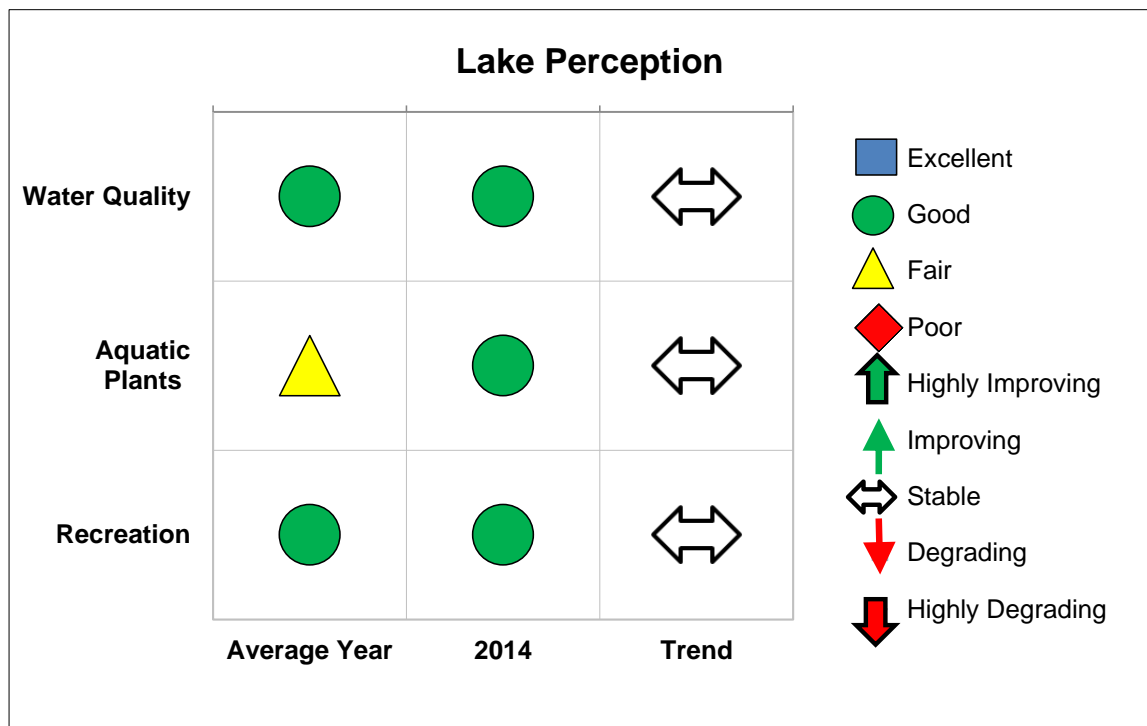 Lake Perception
Water Quality
Aquatic
Plants
Recreation
Average Year
2014
Trend
Excellent
Good
Fair
Poor
Highly Improving
Improving
Stable
Degrading
Highly Degrading